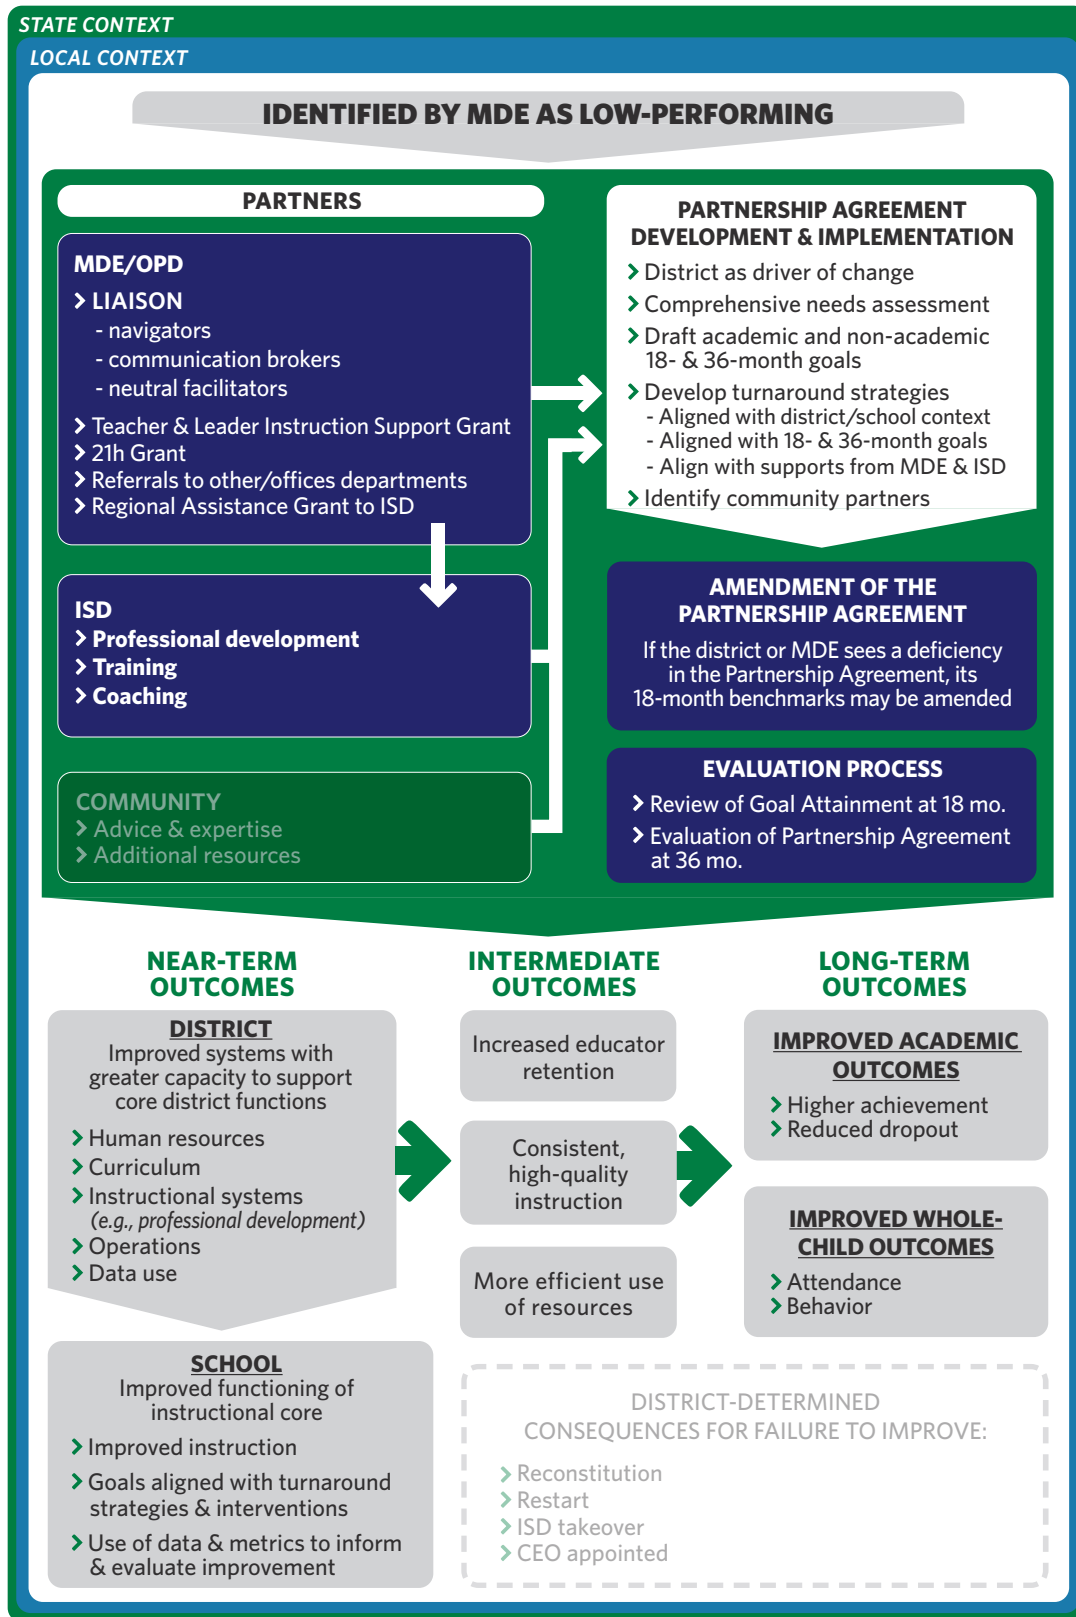 STATE CONTEXT
LOCAL CONTEXT
IDENTIFIED BY MDE AS LOW-PERFORMING
PARTNERS
MDE/OPD
LIAISON
- navigators
- communication brokers
- neutral facilitators
Teacher & Leader Instruction Support Grant
21h Grant
Referrals to other/offices departments
Regional Assistance Grant to ISD
ISD
Professional development
Training
Coaching
COMMUNITY
Advice & expertise
Additional resources
PARTNERSHIP AGREEMENT
DEVELOPMENT & IMPLEMENTATION
District as driver of change
Comprehensive needs assessment
Draft academic and non-academic
18- & 36-month goals
Develop turnaround strategies
- Aligned with district/school context
- Aligned with 18- & 36-month goals
- Align with supports from MDE & ISD
Identify community partners
AMENDMENT OF THE
PARTNERSHIP AGREEMENT
If the district or MDE sees a deficiency
in the Partnership Agreement, its
18-month benchmarks may be amended
EVALUATION PROCESS
Review of Goal Attainment at 18 mo.
Evaluation of Partnership Agreement
at 36 mo.
NEAR-TERM
OUTCOMES
DISTRICT
Improved systems with
greater capacity to support
core district functions
Human resources
Curriculum
Instructional systems
(e.g., professional development)
Operations
Data use
SCHOOL
Improved functioning of
instructional core
Improved instruction
Goals aligned with turnaround
strategies & interventions
Use of data & metrics to inform
& evaluate improvement
INTERMEDIATE
OUTCOMES
Increased educator
retention
Consistent,
high-quality
instruction
More efficient use
of resources
LONG-TERM
OUTCOMES
IMPROVED ACADEMIC
OUTCOMES
Higher achievement
Reduced dropout
IMPROVED WHOLE-
CHILD OUTCOMES
Attendance
Behavior
DISTRICT-DETERMINED
CONSEQUENCES FOR FAILURE TO IMPROVE:
Reconstitution
Restart
ISD takeover
CEO appointed